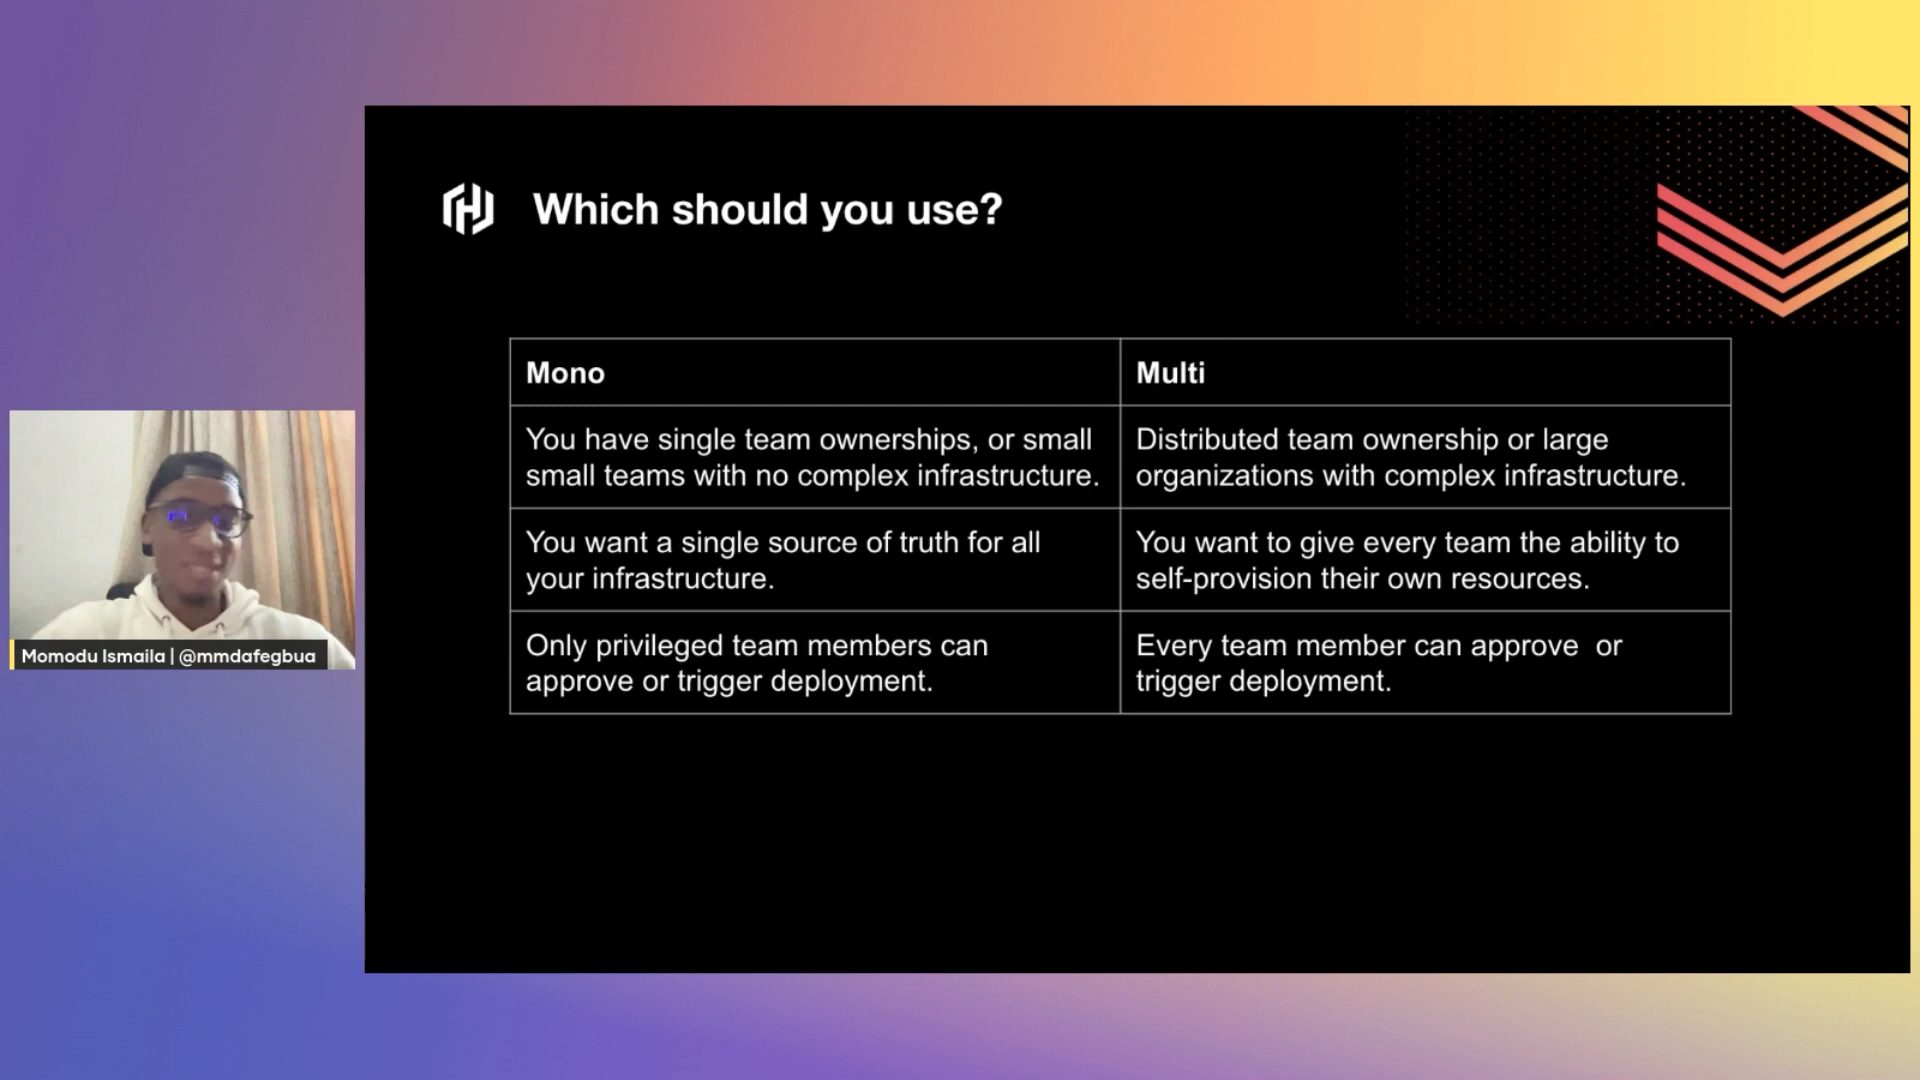 Which should you use?
Mono
Multi
You have single team ownerships, or small
small teams with no complex infrastructure.
Distributed team ownership or large
organizations with complex infrastructure.
You want a single source of truth for all
your infrastructure.
You want to give every team the ability to
self-provision their own resources.
Only privileged team members can
approve or trigger deployment.
Every team member can approve  or
trigger deployment.
Momodu Ismaila | @mmdafegbua